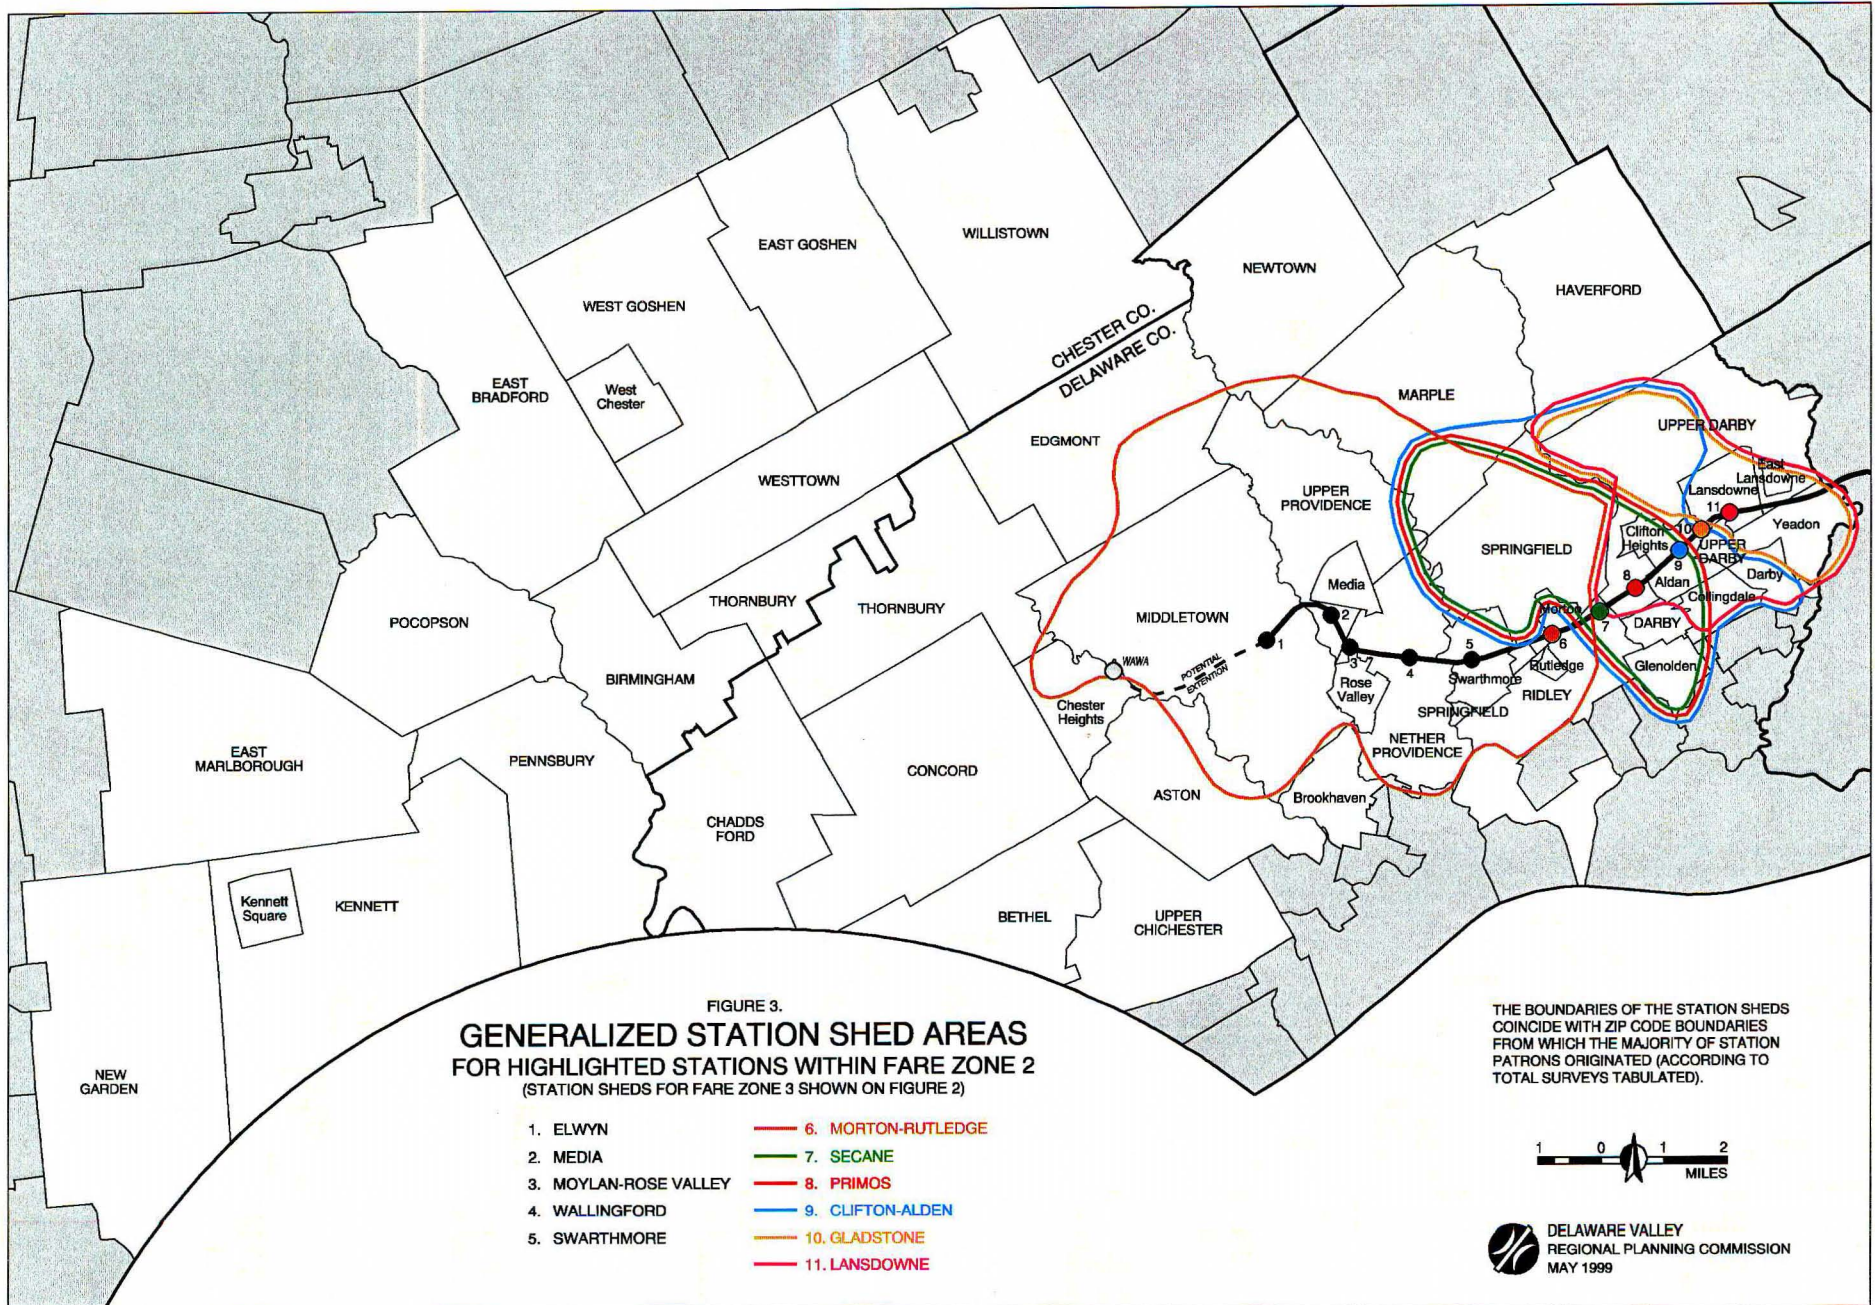 WILLISTOWN
EAST GOSHEN
NEWTOWN
HAVERFORD
WEST GOSHEN
CHESTER CO.
DELAWARE CO.
EAST
BRADFORD
West
Chester
MARPLE
UPPER DARBY
EDGMONT
East
Lansdowne
WESTTOWN
Lansdowne
UPPER
PROVIDENCE
11
Yeadon
10
Clifton
Heights
UPPER
DARBY
SPRINGFIELD
9
Darby
Media
8
Aldan
Collingdale
THORNBURY
THORNBURY
MIDDLETOWN
POCOPSON
2
Morton
7
DARBY
1
3
4
5
6
WAWA
POTENTIAL
EXTENTION
Rutledge
Glenolden
BIRMINGHAM
Swarthmore
Rose
Valley
RIDLEY
Chester
Heights
SPRINGFIELD
NETHER
PROVIDENCE
EAST
MARLBOROUGH
PENNSBURY
CONCORD
ASTON
Brookhaven
CHADDS
FORD
Kennett
Square
KENNETT
BETHEL
UPPER
CHICHESTER
NEW
GARDEN
FIGURE 3.
GENERALIZED STATION SHED AREAS
FOR HIGHLIGHTED STATIONS WITHIN FARE ZONE 2
(STATION SHEDS FOR FARE ZONE 3 SHOWN ON FIGURE 2)
1. ELWYN
2. MEDIA
3. MOYLAN-ROSE VALLEY
4. WALLINGFORD
5. SWARTHMORE
6. MORTON-RUTLEDGE
7. SECANE
8. PRIMOS
9. CLIFTON-ALDEN
10. GLADSTONE
11. LANSDOWNE
THE BOUNDARIES OF THE STATION SHEDS
COINCIDE WITH ZIP CODE BOUNDARIES
FROM WHICH THE MAJORITY OF STATION
PATRONS ORIGINATED (ACCORDING TO
TOTAL SURVEYS TABULATED).
1 0 1 2
MILES
DELAWARE VALLEY
REGIONAL PLANNING COMMISSION
MAY 1999